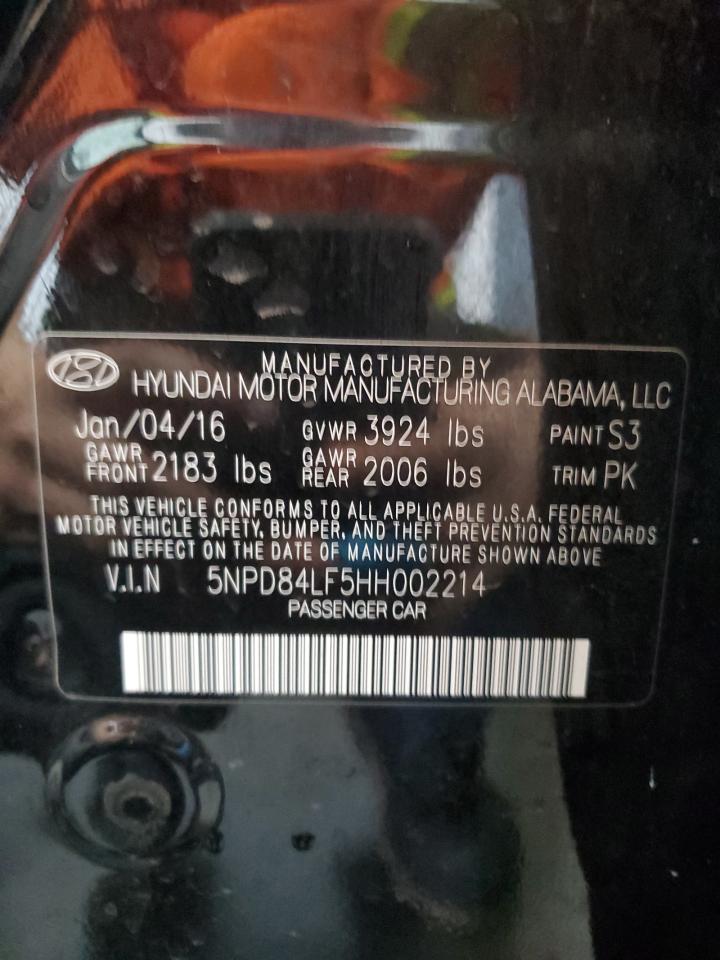 MANUFACTURED BY
HYUNDAI MOTOR MANUFACTURING ALABAMA, LLC
Jan/04/16 GVWR 3924 lbs PAINT S3
GAWR FRONT 2183 lbs GAWR REAR 2006 lbs TRIM PK
THIS VEHICLE CONFORMS TO ALL APPLICABLE U.S.A. FEDERAL
MOTOR VEHICLE SAFETY, BUMPER, AND THEFT PREVENTION STANDARDS
IN EFFECT ON THE DATE OF MANUFACTURE SHOWN ABOVE
V.I.N 5NPD84LF5HH002214
PASSENGER CAR